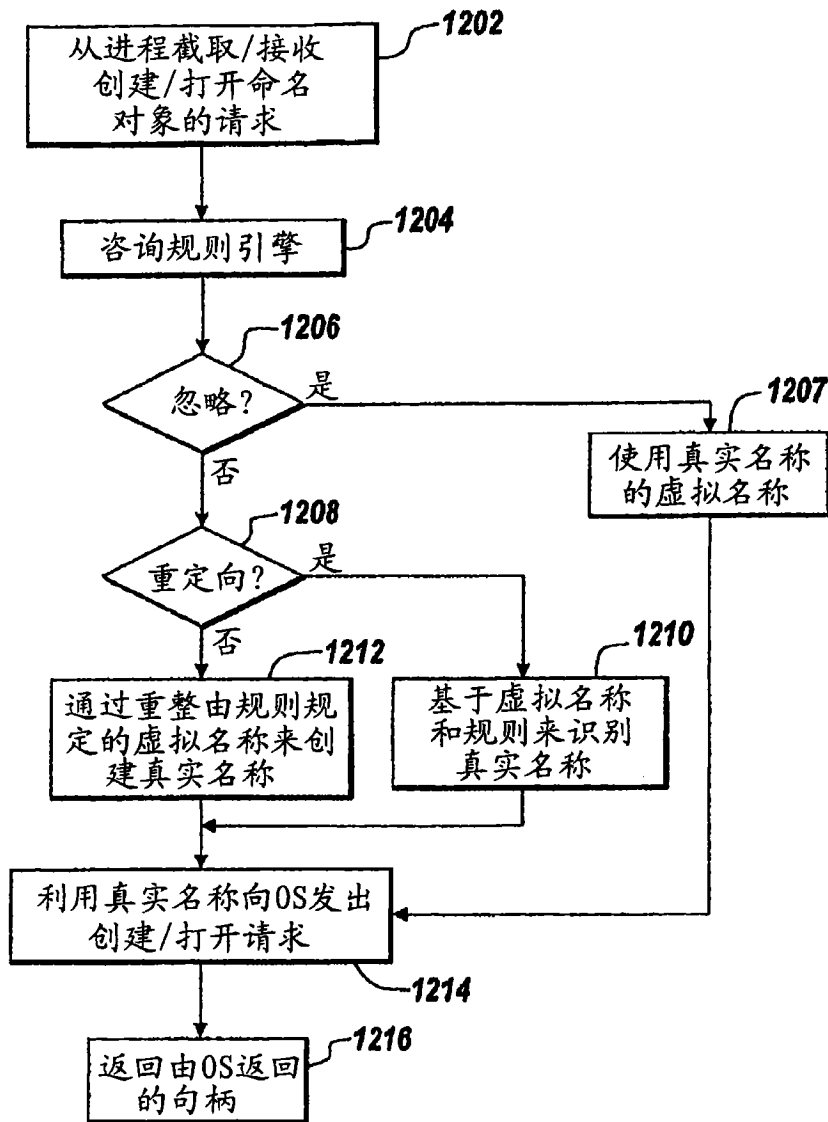 1202
从进程截取/接收
创建/打开命名
对象的请求
1204
咨询规则引擎
1206
忽略?
是
否
1207
使用真实名称
的虚拟名称
1208
重定向?
是
否
1212
通过重整由规则规
定的虚拟名称来创
建真实名称
1210
基于虚拟名称
和规则来识别
真实名称
利用真实名称向OS发出
创建/打开请求
1214
1216
返回由OS返回
的句柄